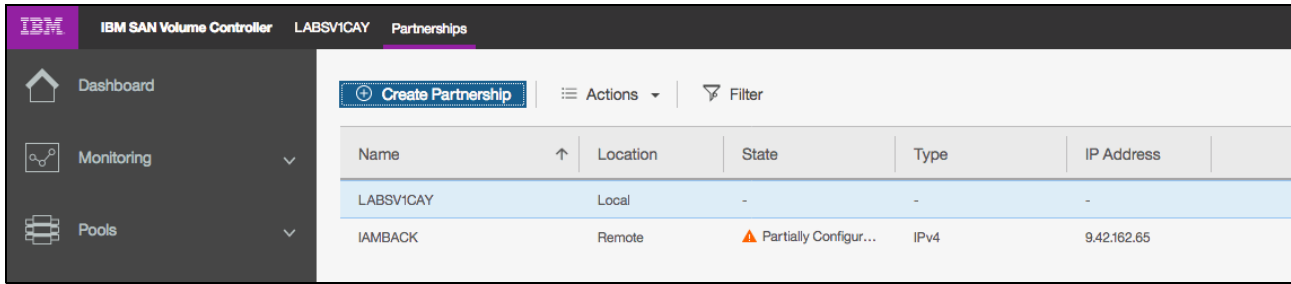 IBM IBM SAN Volume Controller LABSV1CAY Partnerships
Dashboard
Create Partnership Actions Filter
Monitoring
Name Location State Type IP Address
LABSV1CAY Local - - -
Pools
IAMBACK Remote Partially Configur... IPv4 9.42.162.65